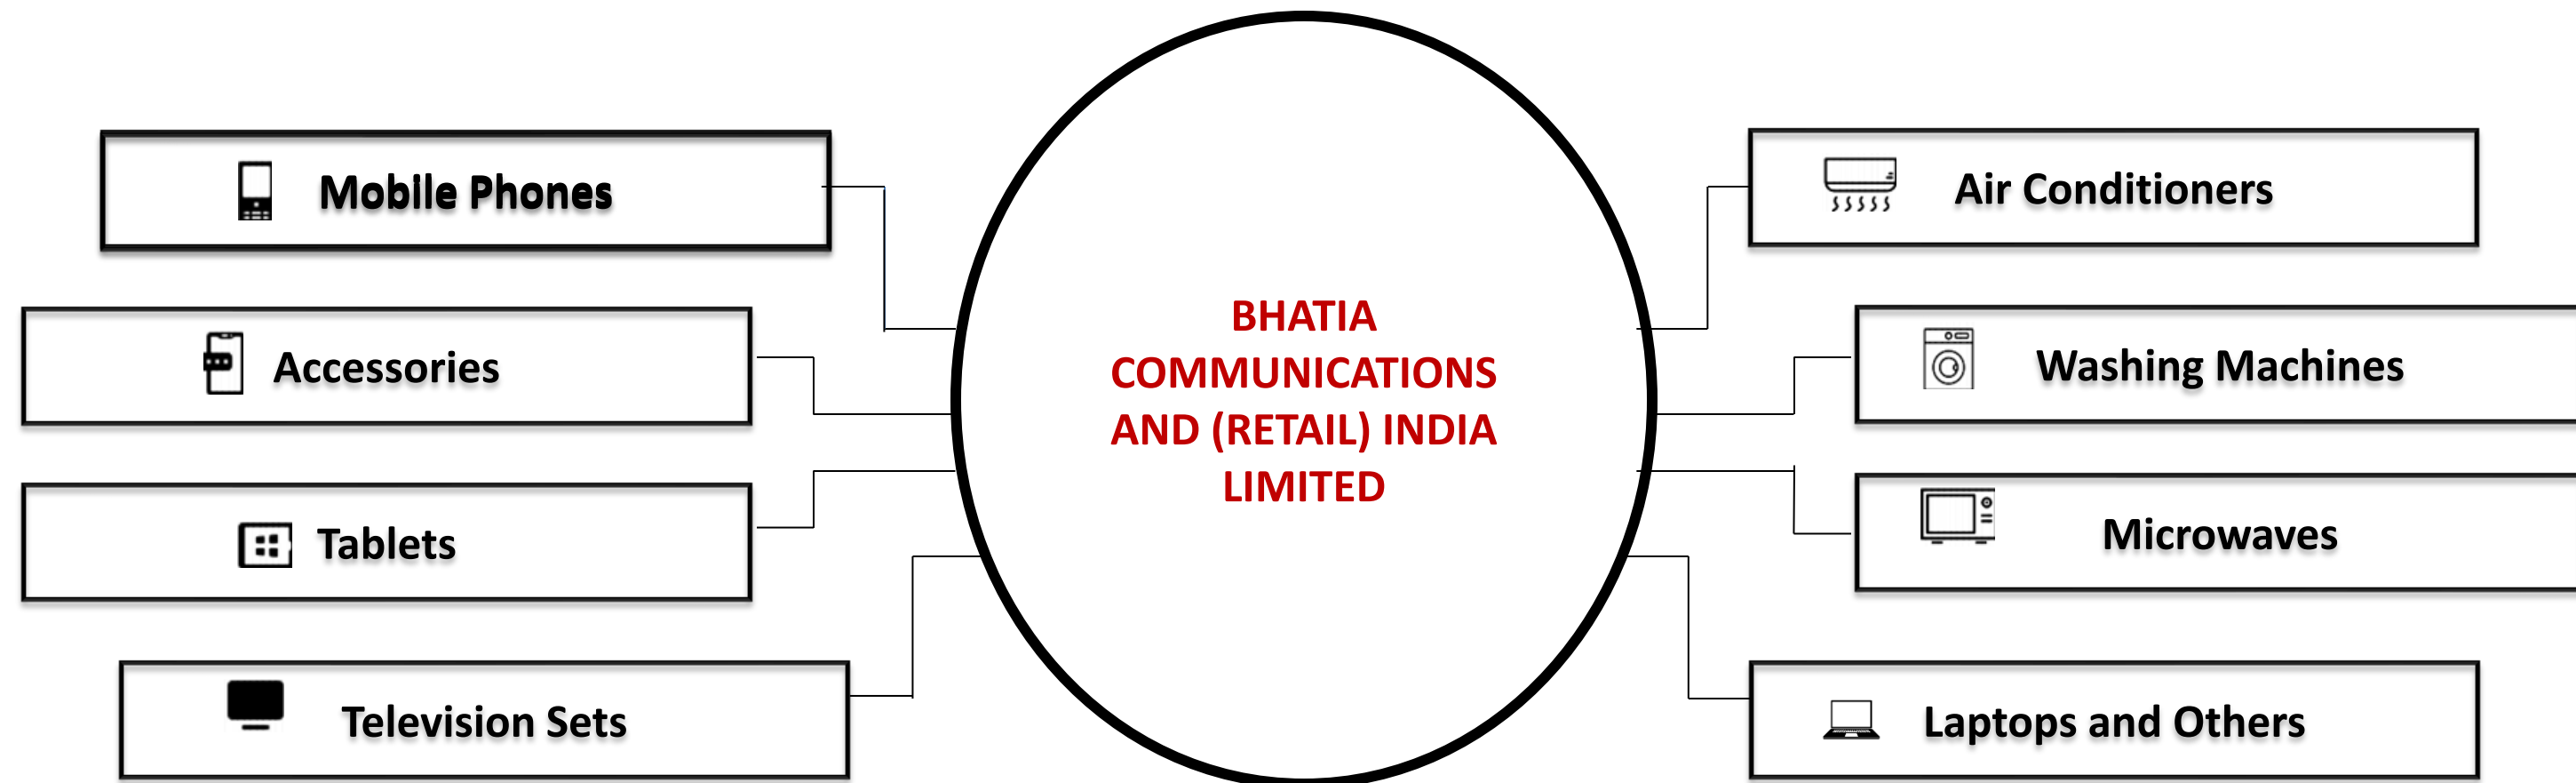 Mobile Phones
Accessories
Tablets
Television Sets
BHATIA
COMMUNICATIONS
AND (RETAIL) INDIA
LIMITED
Air Conditioners
Washing Machines
Microwaves
Laptops and Others